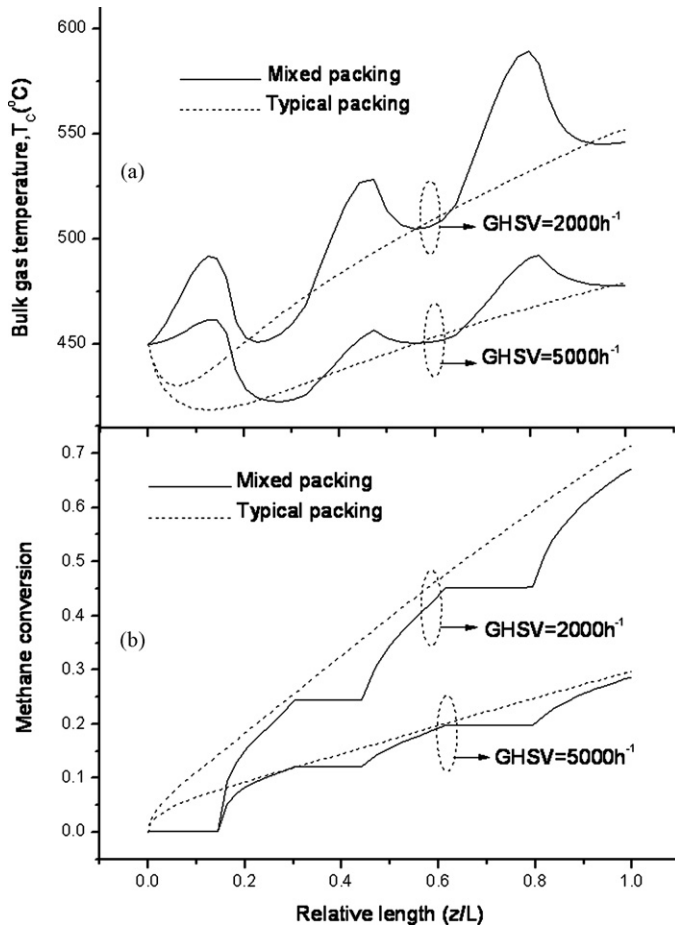 600
Mixed packing
Typical packing
550
(a)
500
GHSV=2000h⁻¹
450
GHSV=5000h⁻¹
Bulk gas temperature,T_C(⁰C)
0.7
Mixed packing
Typical packing
0.6
0.5
GHSV=2000h⁻¹
0.4
(b)
0.3
0.2
GHSV=5000h⁻¹
0.1
0.0
Methane conversion
0.0 0.2 0.4 0.6 0.8 1.0
Relative length (z/L)